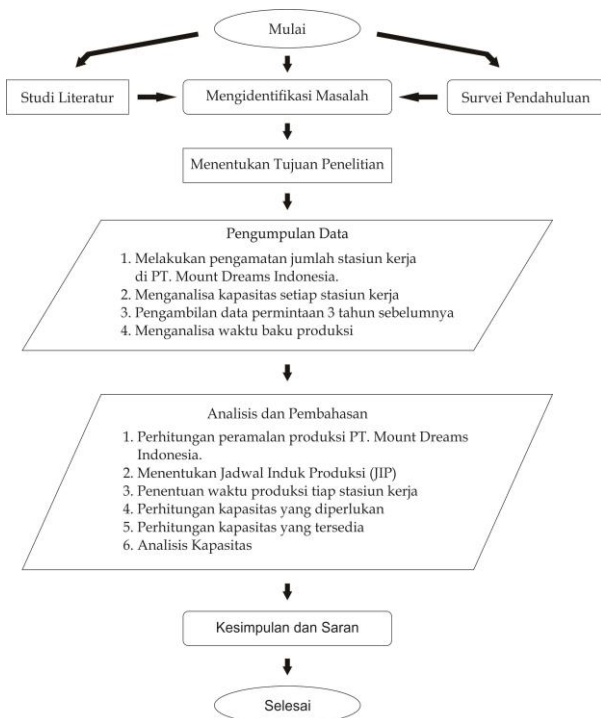 Mulai
Studi Literatur
Mengidentifikasi Masalah
Survei Pendahuluan
Menentukan Tujuan Penelitian
Pengumpulan Data
1. Melakukan pengamatan jumlah stasiun kerja
di PT. Mount Dreams Indonesia.
2. Menganalisa kapasitas setiap stasiun kerja
3. Pengambilan data permintaan 3 tahun sebelumnya
4. Menganalisa waktu baku produksi
Analisis dan Pembahasan
1. Perhitungan peramalan produksi PT. Mount Dreams
Indonesia.
2. Menentukan Jadwal Induk Produksi (JIP)
3. Penentuan waktu produksi tiap stasiun kerja
4. Perhitungan kapasitas yang diperlukan
5. Perhitungan kapasitas yang tersedia
6. Analisis Kapasitas
Kesimpulan dan Saran
Selesai